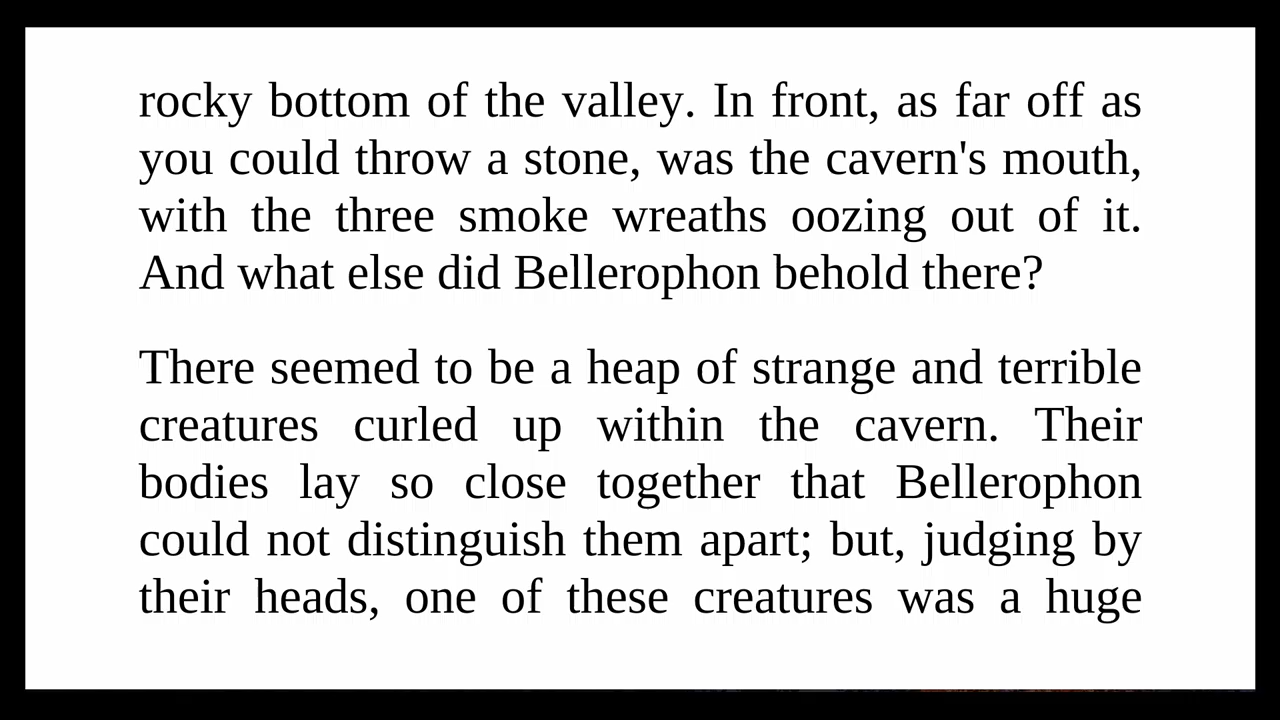 rocky bottom of the valley. In front, as far off as
you could throw a stone, was the cavern's mouth,
with the three smoke wreaths oozing out of it.
And what else did Bellerophon behold there?
There seemed to be a heap of strange and terrible
creatures curled up within the cavern. Their
bodies lay so close together that Bellerophon
could not distinguish them apart; but, judging by
their heads, one of these creatures was a huge